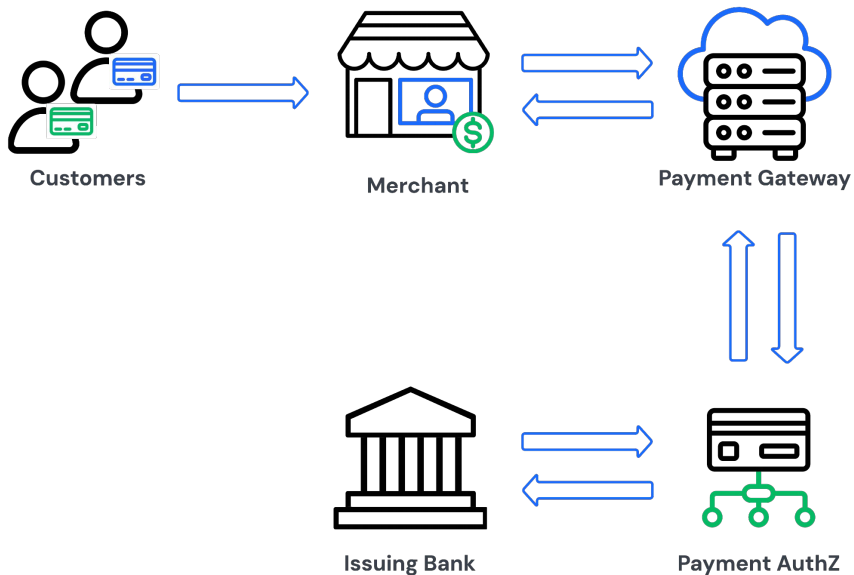 Customers
Merchant
$
Payment Gateway
Issuing Bank
Payment AuthZ